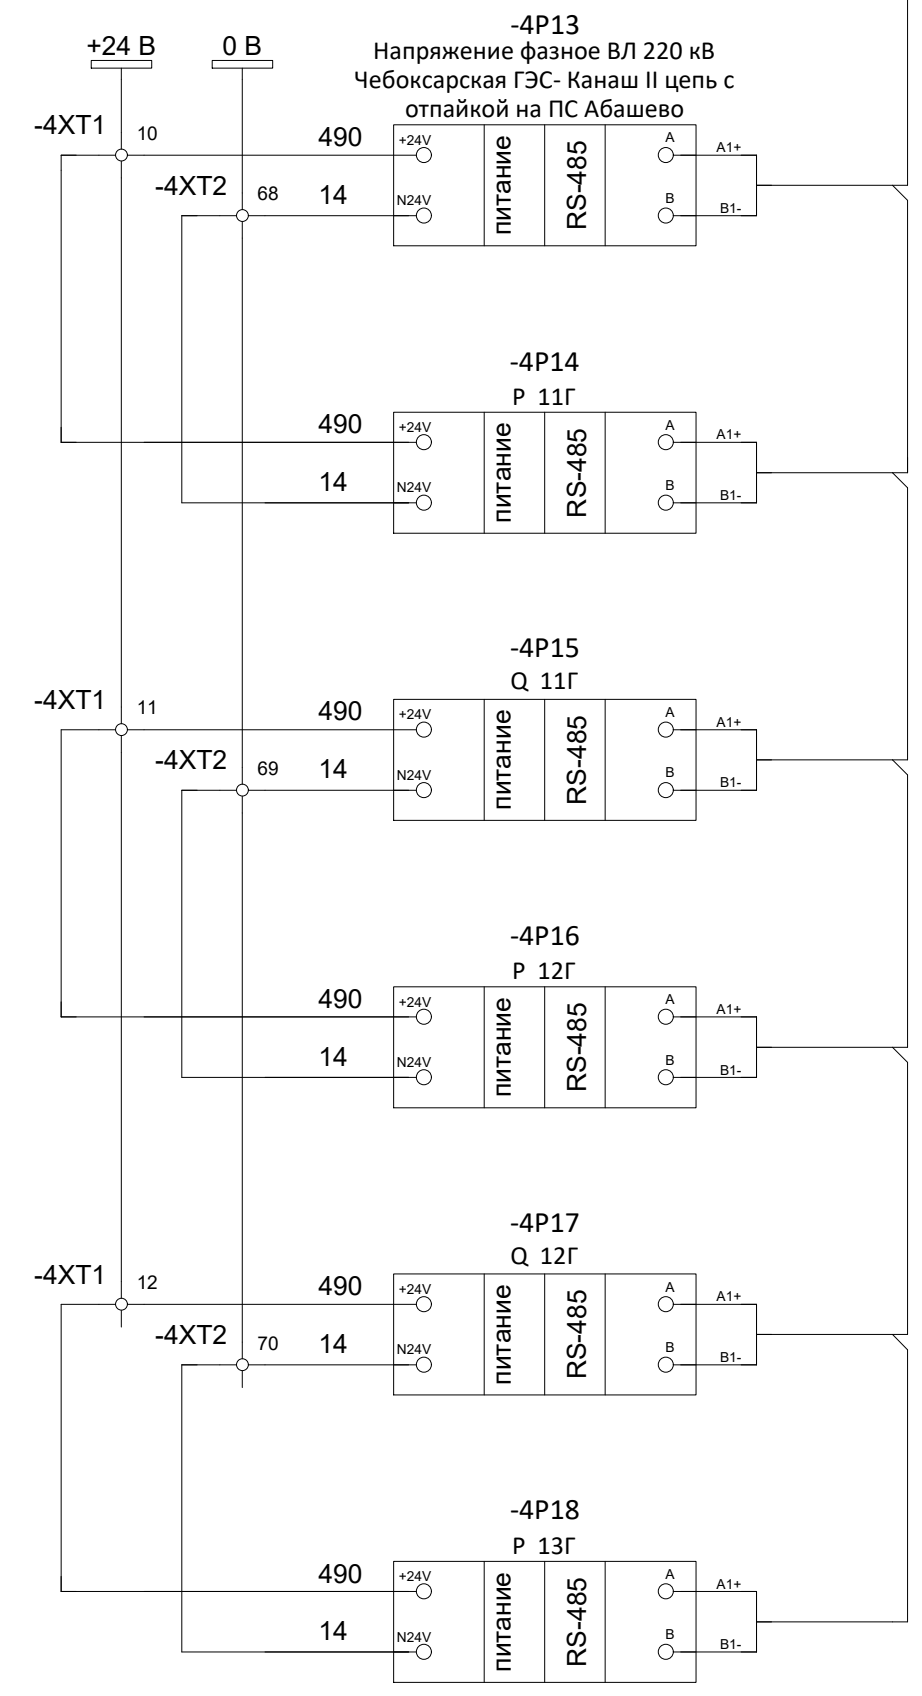 +24 В
0 В
-4P13
Напряжение фазное ВЛ 220 кВ
Чебоксарская ГЭС- Канаш II цепь с
отпайкой на ПС Абашево
-4XT1
10
490
+24V
питание
RS-485
A
A1+
-4XT2
68
14
N24V
B
B1-
-4P14
P 11Г
490
+24V
питание
RS-485
A
A1+
14
N24V
B
B1-
-4P15
Q 11Г
-4XT1
11
490
+24V
питание
RS-485
A
A1+
-4XT2
69
14
N24V
B
B1-
-4P16
P 12Г
490
+24V
питание
RS-485
A
A1+
14
N24V
B
B1-
-4P17
Q 12Г
-4XT1
12
490
+24V
питание
RS-485
A
A1+
-4XT2
70
14
N24V
B
B1-
-4P18
P 13Г
490
+24V
питание
RS-485
A
A1+
14
N24V
B
B1-